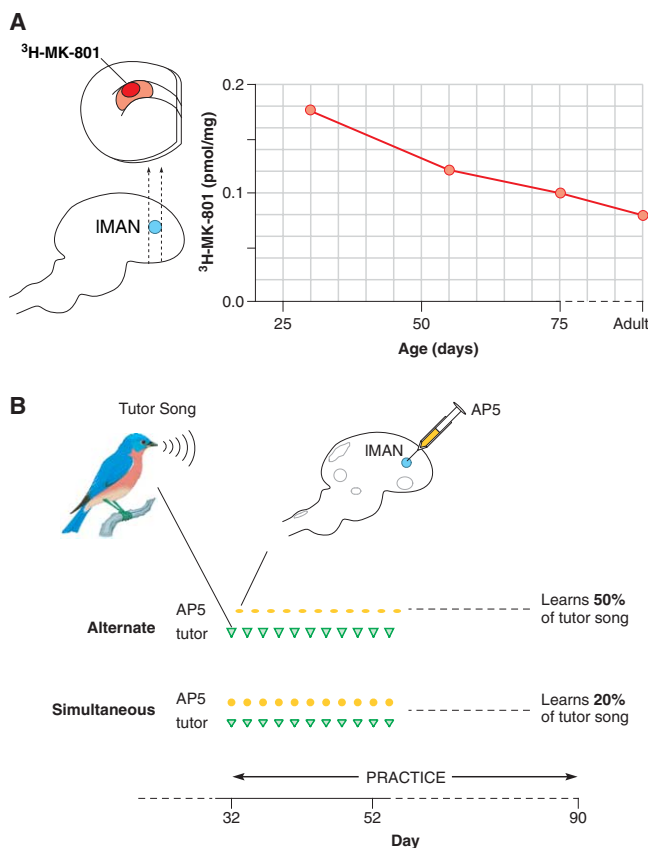 A
³H-MK-801
lMAN
³H-MK-801 (pmol/mg)
0.2
0.1
0.0
25
50
75
Adult
Age (days)
B
Tutor Song
AP5
lMAN
Alternate
AP5
tutor
Learns 50%
of tutor song
Simultaneous
AP5
tutor
Learns 20%
of tutor song
PRACTICE
32
52
90
Day